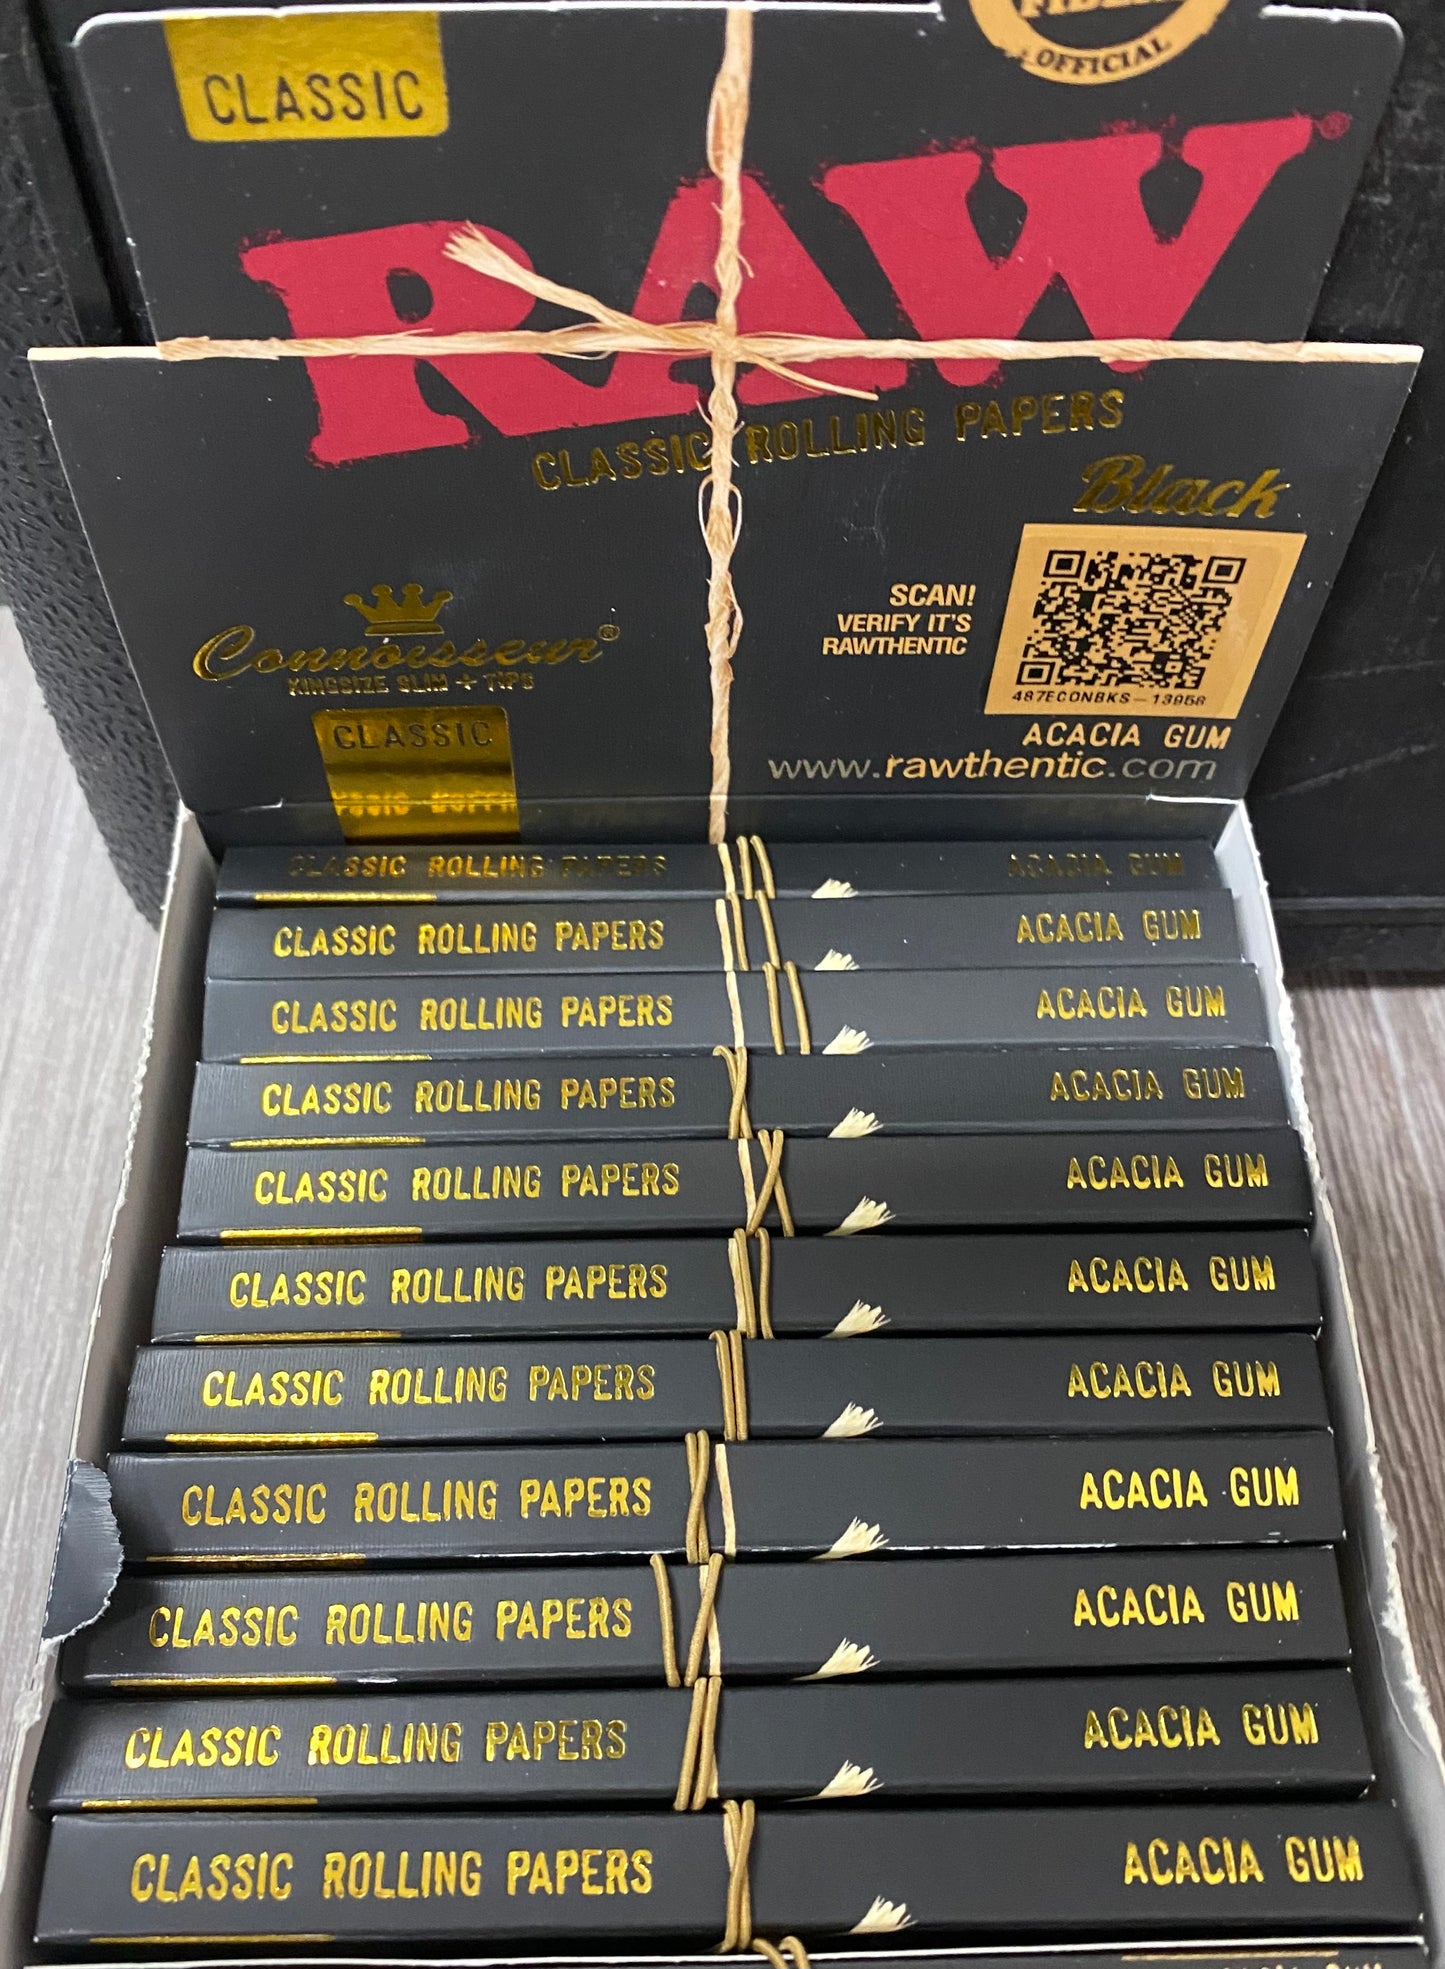 CLASSIC
OFFICIAL
RAW®
CLASSIC ROLLING PAPERS
Black
Connoisseur®
KINGSIZE SLIM + TIPS
CLASSIC
SCAN!
VERIFY IT'S
RAWTHENTIC
487ECONBKS-13958
ACACIA GUM
www.rawthentic.com
CLASSIC ROLLING PAPERS ACACIA GUM
CLASSIC ROLLING PAPERS ACACIA GUM
CLASSIC ROLLING PAPERS ACACIA GUM
CLASSIC ROLLING PAPERS ACACIA GUM
CLASSIC ROLLING PAPERS ACACIA GUM
CLASSIC ROLLING PAPERS ACACIA GUM
CLASSIC ROLLING PAPERS ACACIA GUM
CLASSIC ROLLING PAPERS ACACIA GUM
CLASSIC ROLLING PAPERS ACACIA GUM
CLASSIC ROLLING PAPERS ACACIA GUM
CLASSIC ROLLING PAPERS ACACIA GUM